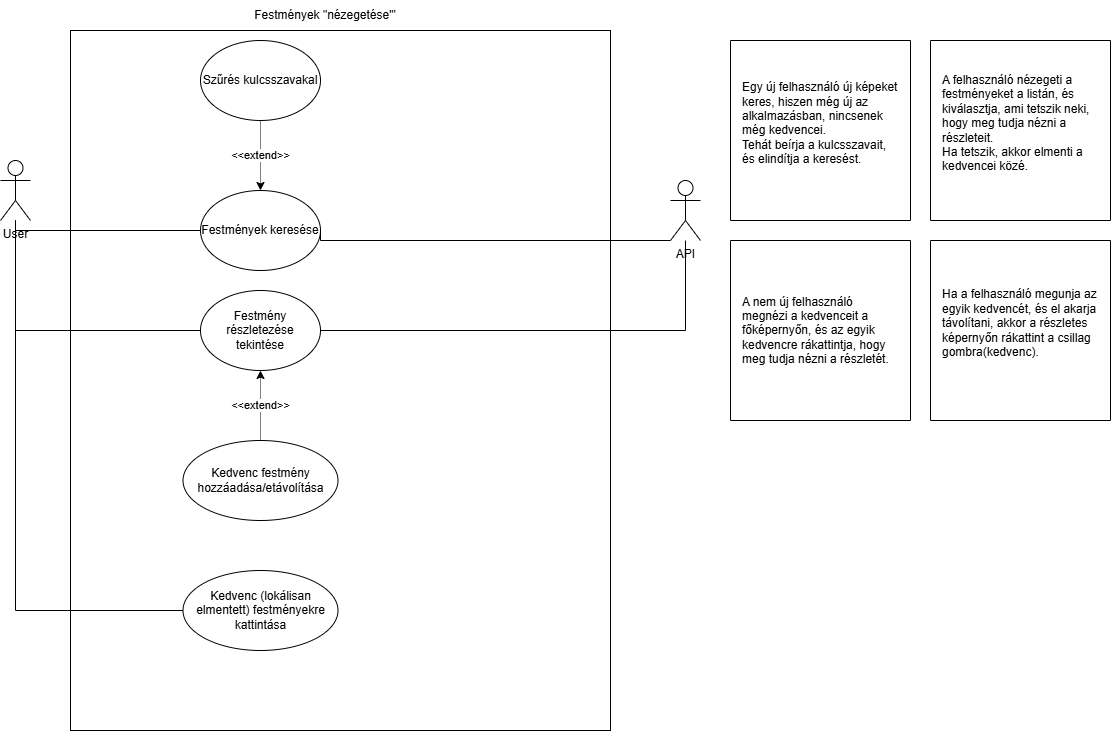 Festmények "nézegetése"'
Szűrés kulcsszavakal
<<extend>>
User
Festmények keresése
API
Festmény
részletezése
tekintése
<<extend>>
Kedvenc festmény
hozzáadása/etávolítása
Kedvenc (lokálisan
elmentett) festményekre
kattintása
Egy új felhasználó új képeket
keres, hiszen még új az
alkalmazásban, nincsenek
még kedvencei.
Tehát beírja a kulcsszavait,
és elindítja a keresést.
A felhasználó nézegeti a
festményeket a listán, és
kiválasztja, ami tetszik neki,
hogy meg tudja nézni a
részleteit.
Ha tetszik, akkor elmenti a
kedvencei közé.
A nem új felhasználó
megnézi a kedvenceit a
főképernyőn, és az egyik
kedvencre rákattintja, hogy
meg tudja nézni a részletét.
Ha a felhasználó megunja az
egyik kedvencét, és el akarja
távolítani, akkor a részletes
képernyőn rákattint a csillag
gombra(kedvenc).